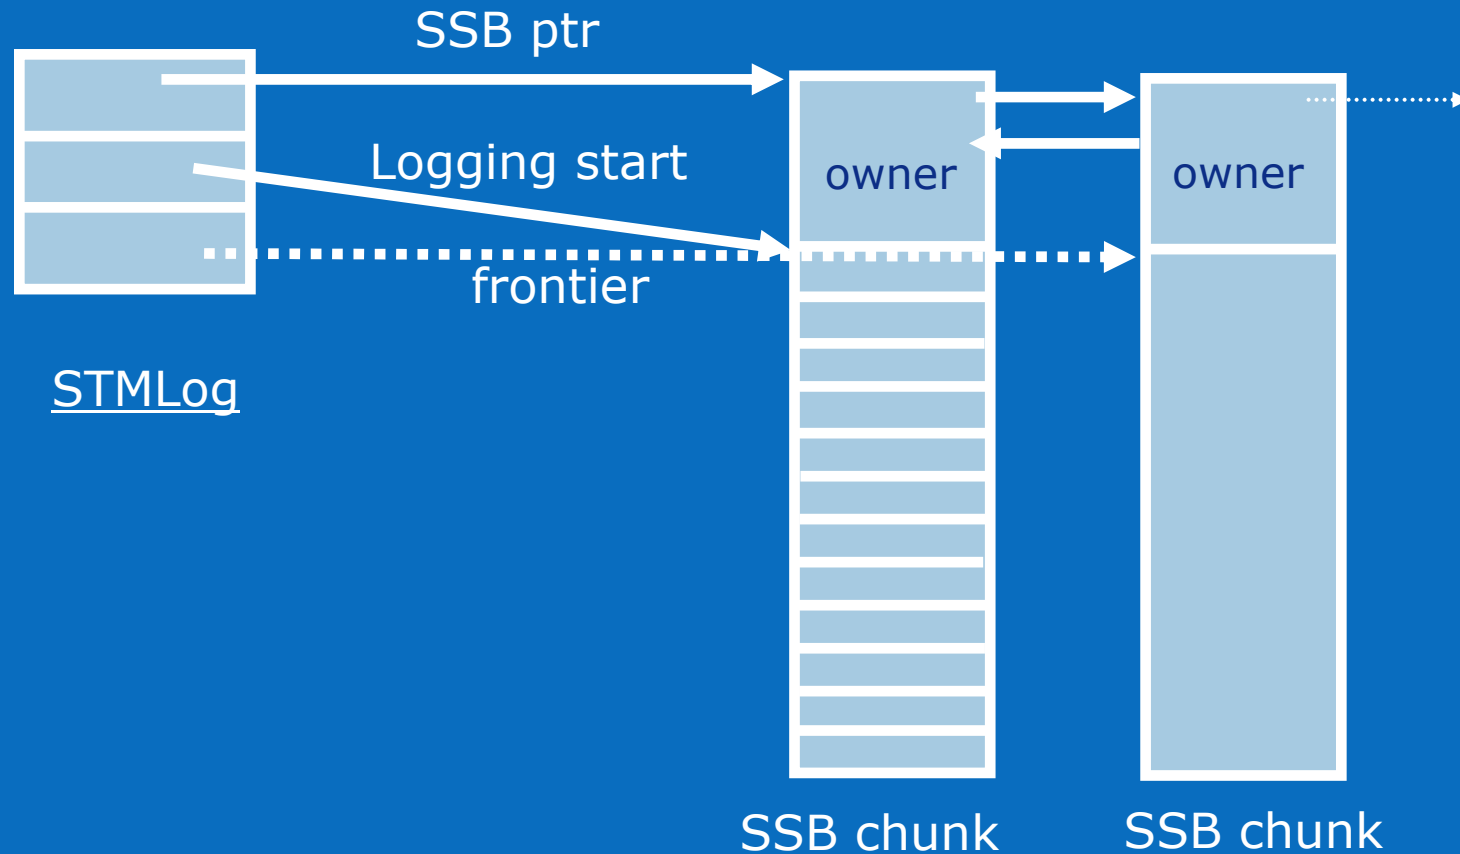 SSB ptr
Logging start
owner
owner
frontier
STMLog
SSB chunk
SSB chunk